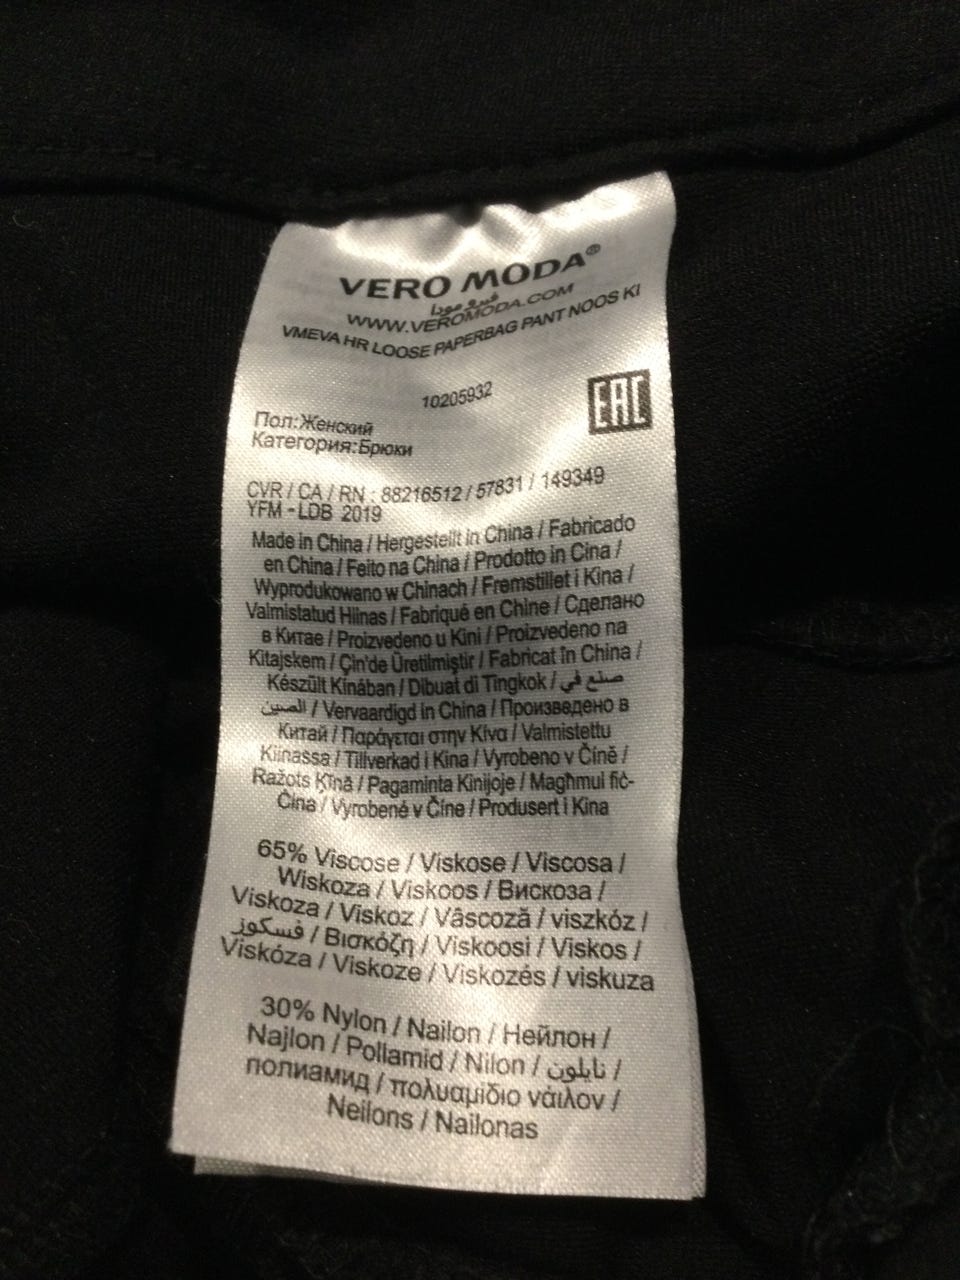 VERO MODA®
فيرو مودا
WWW.VEROMODA.COM
VMEVA HR LOOSE PAPERBAG PANT NOOS KI
10205932
EAC
Пол:Женский
Категория:Брюки
CVR / CA / RN : 88216512 / 57831 / 149349
YFM - LDB 2019
Made in China / Hergestellt in China / Fabricado
en China / Feito na China / Prodotto in Cina /
Wyprodukowano w Chinach / Fremstillet i Kina /
Valmistatud Hiinas / Fabriqué en Chine / Сделано
в Китае / Proizvedeno u Kini / Proizvedeno na
Kitajskem / Çin'de Üretilmiştir / Fabricat în China /
Készült Kínában / Dibuat di Tingkok / صنع في
الصين / Vervaardigd in China / Произведено в
Китай / Παράγεται στην Κίνα / Valmistettu
Kiinassa / Tillverkad i Kina / Vyrobeno v Číně /
Ražots Ķīnā / Pagaminta Kinijoje / Magħmul fiċ-
Ċina / Vyrobené v Číne / Produsert i Kina
65% Viscose / Viskose / Viscosa /
Wiskoza / Viskoos / Вискоза /
Viskoza / Viskoz / Vâscoză / viszkóz /
فسكوز / Βισκόζη / Viskoosi / Viskos /
Viskóza / Viskoze / Viskozés / viskuza
30% Nylon / Nailon / Нейлон /
Najlon / Pollamid / Nilon / نايلون /
полиамид / πολυαμίδιο νάιλον /
Neilons / Nailonas